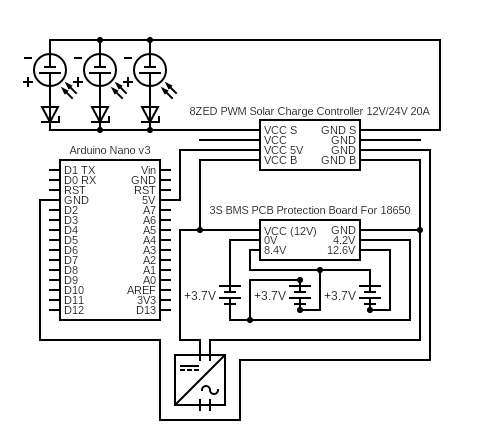 8ZED PWM Solar Charge Controller 12V/24V 20A
VCC S GND S
VCC GND
VCC 5V GND
VCC B GND B
Arduino Nano v3
D1 TX Vin
D0 RX GND
RST RST
GND 5V
D2 A7
D3 A6
D4 A5
D5 A4
D6 A3
D7 A2
D8 A1
D9 A0
D10 AREF
D11 3V3
D12 D13
3S BMS PCB Protection Board For 18650
VCC (12V) GND
0V 4.2V
8.4V 12.6V
+3.7V +3.7V +3.7V